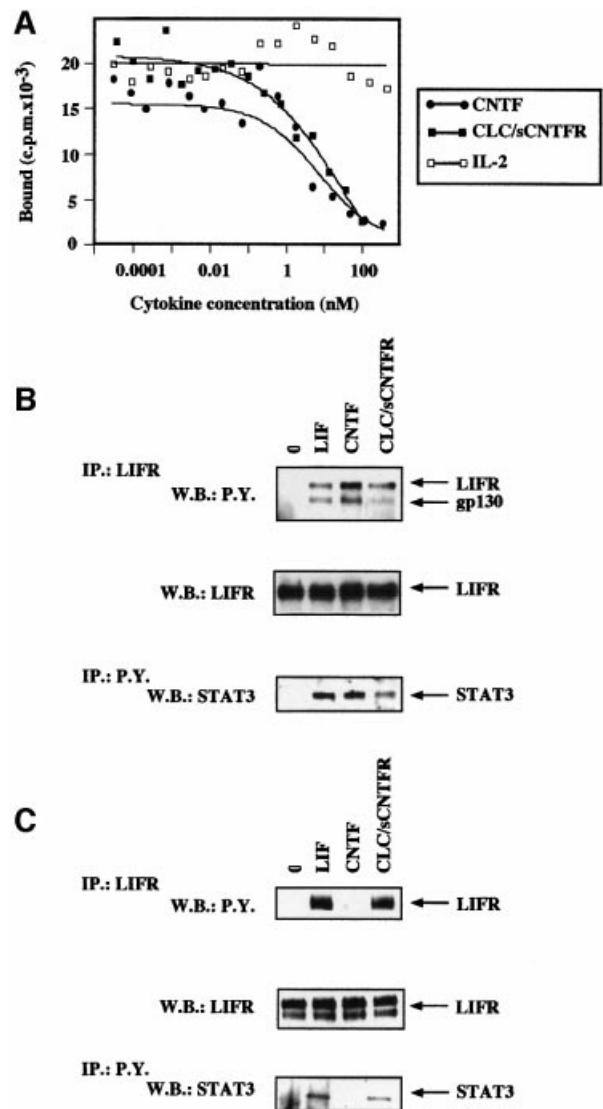 A
Bound (c.p.m.x10-3)
20
15
10
5
0
0.0001
0.01
1
100
Cytokine concentration (nM)
CNTF
CLC/sCNTFR
IL-2
B
0
LIF
CNTF
CLC/sCNTFR
IP.: LIFR
W.B.: P.Y.
LIFR
gp130
W.B.: LIFR
LIFR
IP.: P.Y.
W.B.: STAT3
STAT3
C
0
LIF
CNTF
CLC/sCNTFR
IP.: LIFR
W.B.: P.Y.
LIFR
W.B.: LIFR
LIFR
IP.: P.Y.
W.B.: STAT3
STAT3